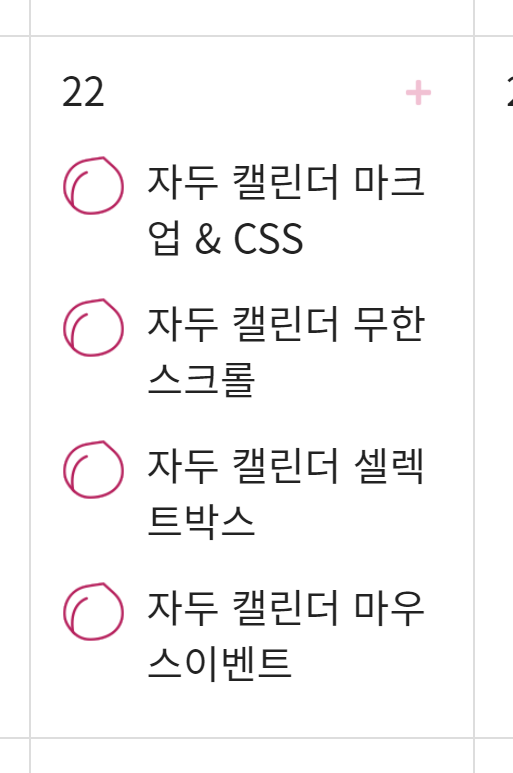 22
자두 캘린더 마크
업 & CSS
자두 캘린더 무한
스크롤
자두 캘린더 셀렉
트박스
자두 캘린더 마우
스이벤트